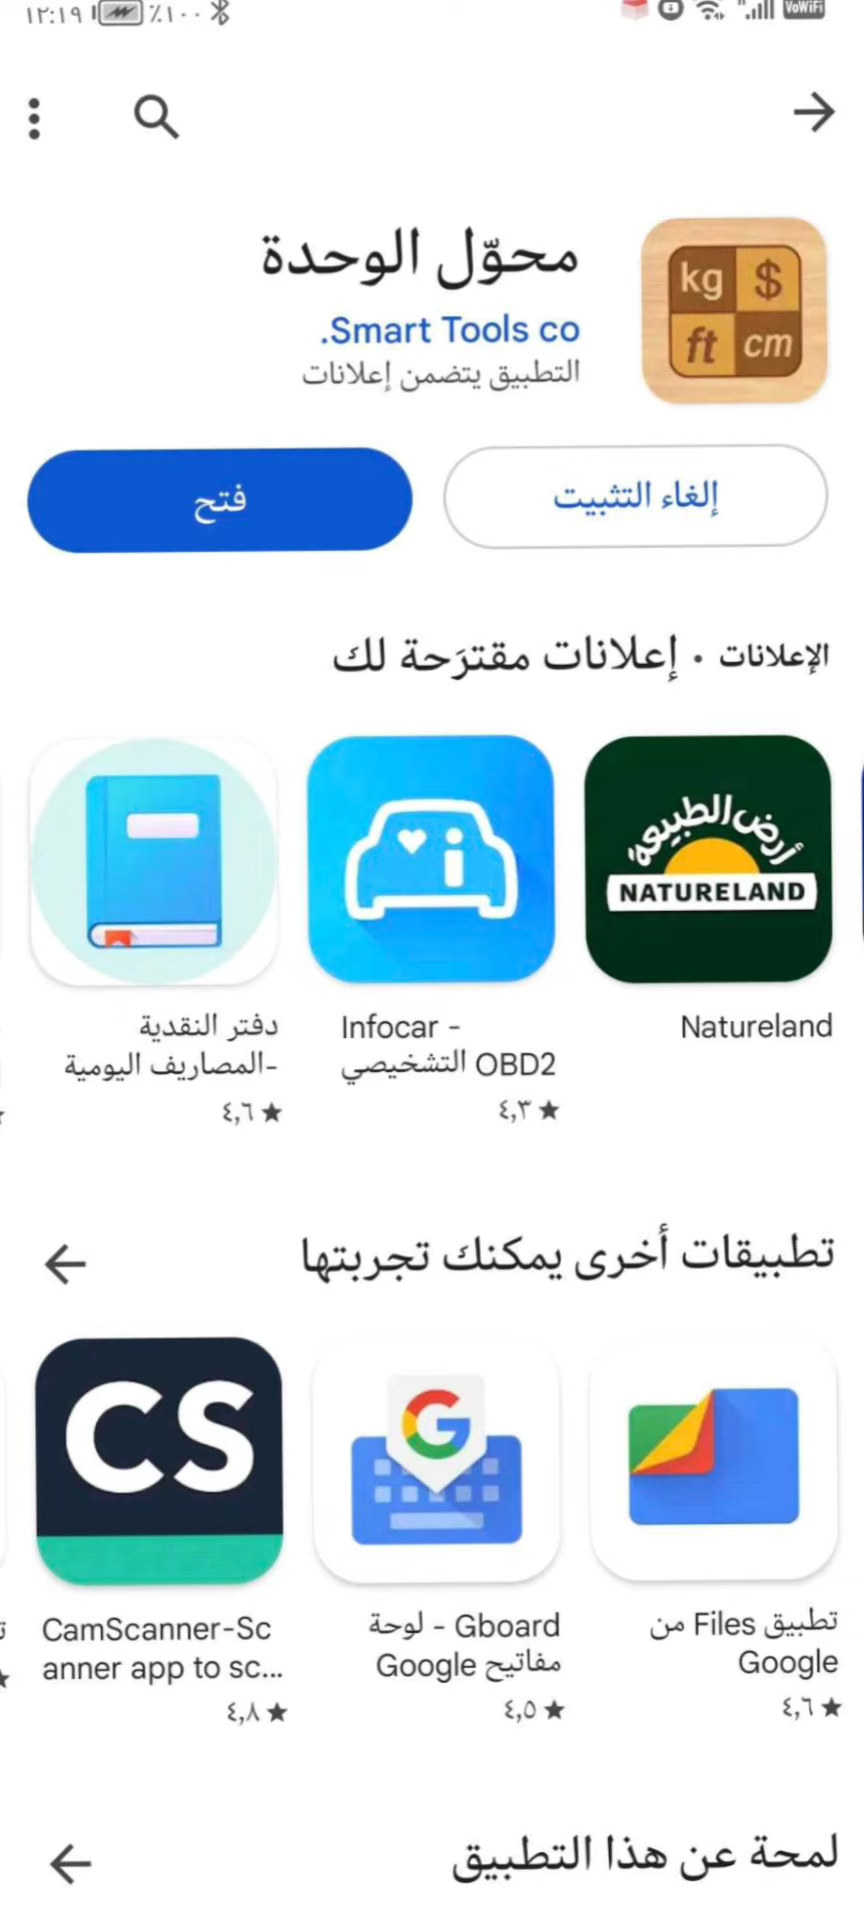 ١٢:١٩ ٪١٠٠ VoWiFi
محوّل الوحدة
Smart Tools co.
التطبيق يتضمن إعلانات
kg $
ft cm
إلغاء التثبيت
فتح
الإعلانات • إعلانات مقترَحة لك
أرض الطبيعة
NATURELAND
Natureland
Infocar -
OBD2 التشخيصي
٤,٣ ★
دفتر النقدية
-المصاريف اليومية
٤,٦ ★
تطبيقات أخرى يمكنك تجربتها
تطبيق Files من
Google
٤,٦ ★
G
Gboard - لوحة
مفاتيح Google
٤,٥ ★
CS
CamScanner-Sc
anner app to sc...
٤,٨ ★
لمحة عن هذا التطبيق